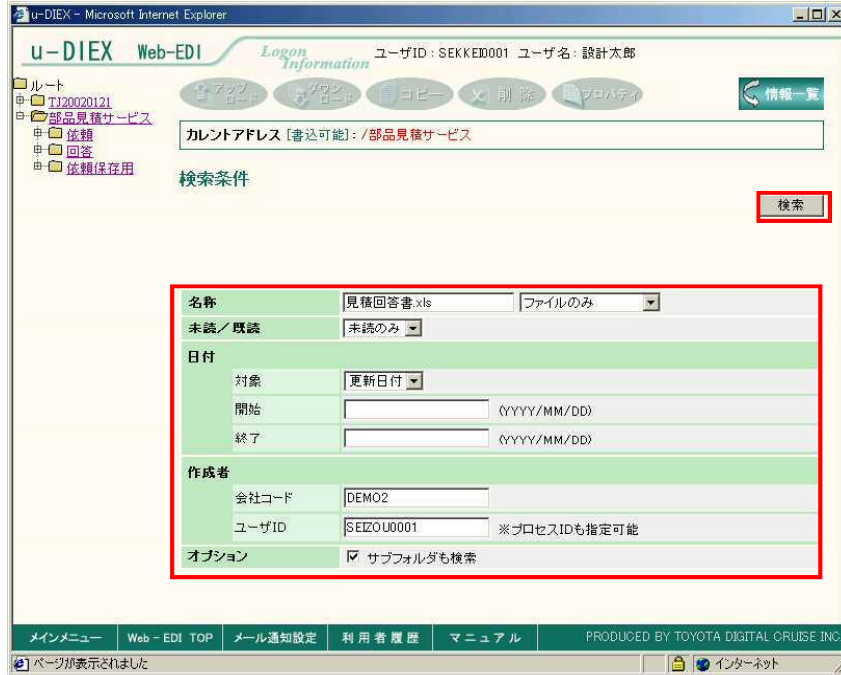 u-DIEX - Microsoft Internet Explorer
u-DIEX Web-EDI Logon Information ユーザID：SEKKEI0001 ユーザ名：設計太郎
ルート
TJ20020121
部品見積サービス
依頼
回答
依頼保存用
アップロード ダウンロード コピー 削除 プロパティ 情報一覧
カレントアドレス [書込可能]：/部品見積サービス
検索条件
検索
名称 見積回答書.xls ファイルのみ
未読／既読 未読のみ
日付
対象 更新日付
開始 (YYYY/MM/DD)
終了 (YYYY/MM/DD)
作成者
会社コード DEMO2
ユーザID SEIZOU0001 ※プロセスIDも指定可能
オプション サブフォルダも検索
メインメニュー Web-EDI TOP メール通知設定 利用者履歴 マニュアル PRODUCED BY TOYOTA DIGITAL CRUISE INC
ページが表示されました インターネット